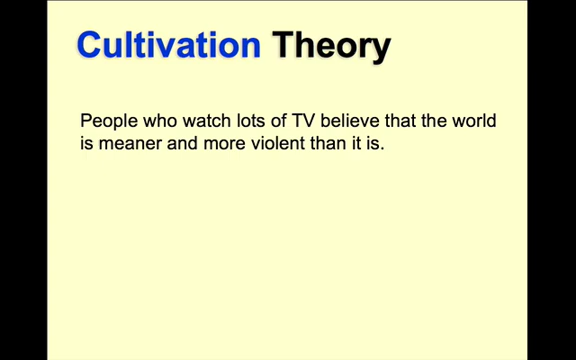 Cultivation Theory
People who watch lots of TV believe that the world
is meaner and more violent than it is.